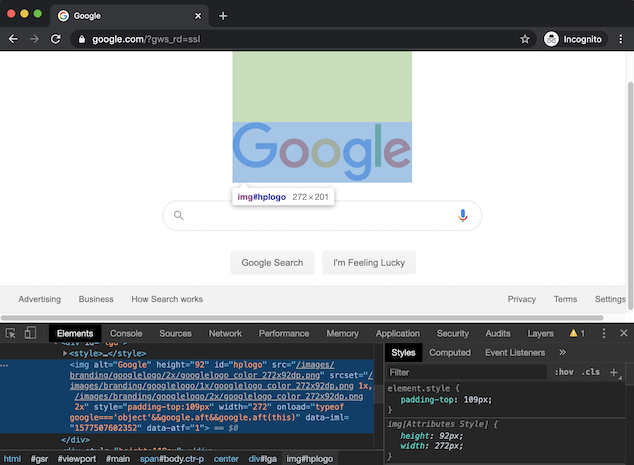 Google
google.com/?gws_rd=ssl
Incognito
Google
img#hplogo 272 × 201
Google Search
I'm Feeling Lucky
Advertising
Business
How Search works
Privacy
Terms
Settings
Elements
Console
Sources
Network
Performance
Memory
Application
Security
Audits
Layers
1
<style>…</style>
<img alt="Google" height="92" id="hplogo" src="/images/
branding/googlelogo/2x/googlelogo_color_272x92dp.png" srcset="/
images/branding/googlelogo/1x/googlelogo_color_272x92dp.png 1x,
/images/branding/googlelogo/2x/googlelogo_color_272x92dp.png
2x" style="padding-top:109px" width="272" onload="typeof
google==='object'&&google.aft&&google.aft(this)" data-iml=
"1577507602352" data-atf="1"> == $0
</div>
html
#gsr
#viewport
#main
span#body.ctr-p
center
div#lga
img#hplogo
Styles
Computed
Event Listeners
»
Filter
:hov
.cls
+
element.style {
padding-top: 109px;
}
img[Attributes Style] {
height: 92px;
width: 272px;
}